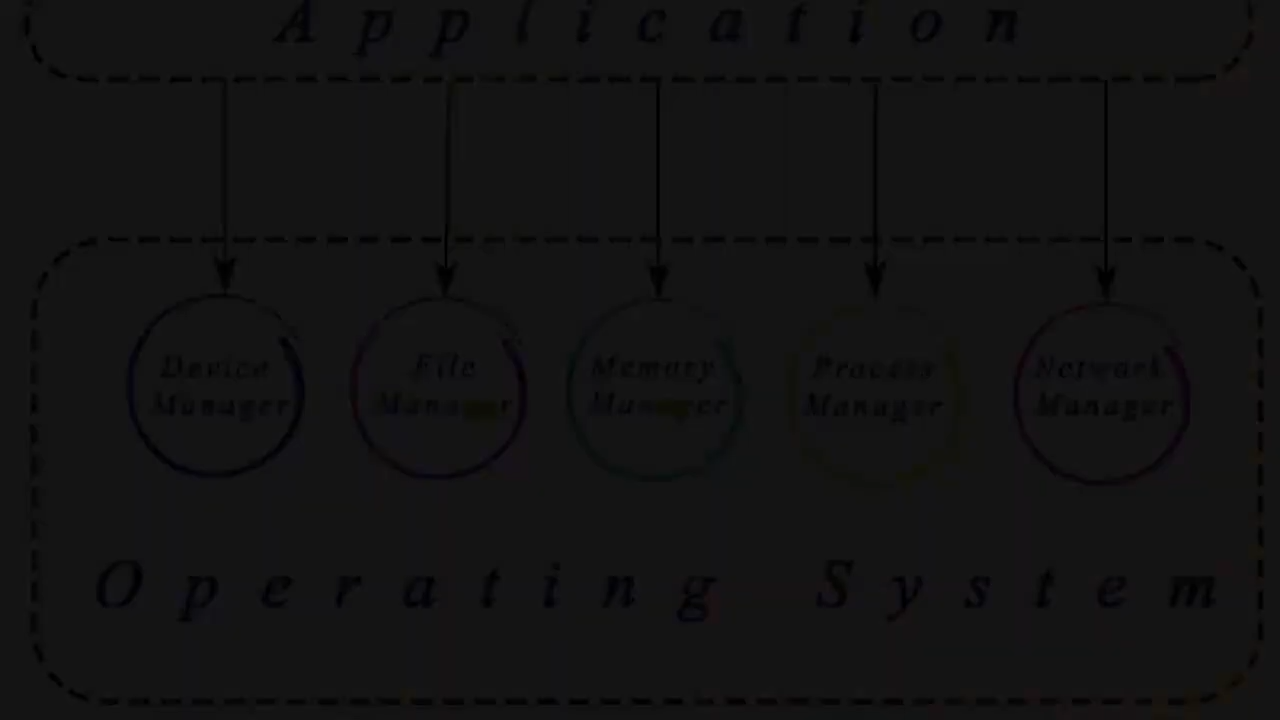 Application
Device
Manager
File
Manager
Memory
Manager
Process
Manager
Network
Manager
Operating System